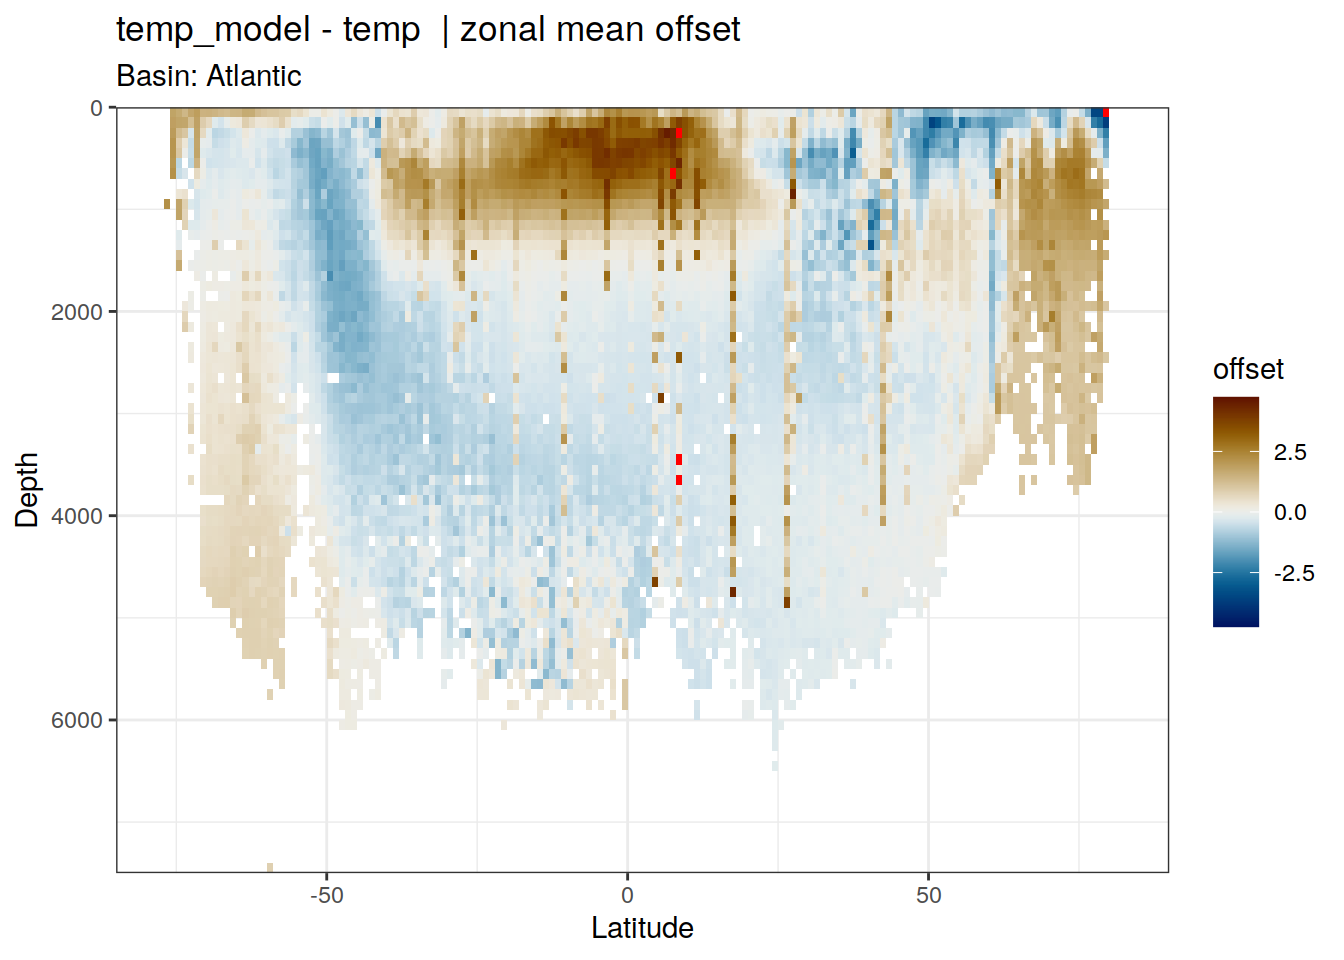 temp_model - temp  | zonal mean offset
Basin: Atlantic
0
2000
4000
6000
Depth
-50
0
50
Latitude
offset
2.5
0.0
-2.5